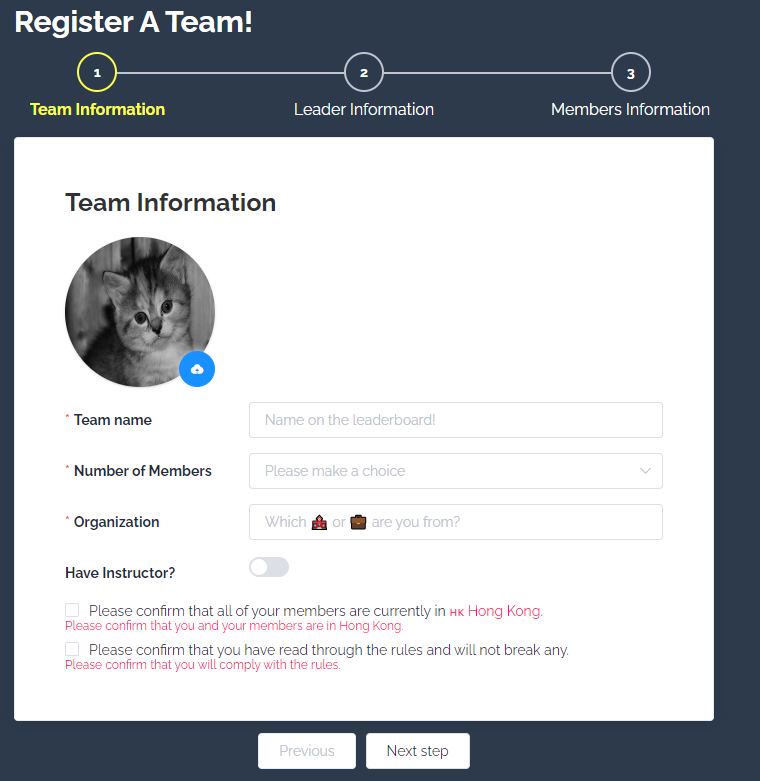 Register A Team!
1
2
3
Team Information
Leader Information
Members Information
Team Information
* Team name
Name on the leaderboard!
* Number of Members
Please make a choice
* Organization
Which 🏫 or 💼 are you from?
Have Instructor?
Please confirm that all of your members are currently in HK Hong Kong.
Please confirm that you and your members are in Hong Kong.
Please confirm that you have read through the rules and will not break any.
Please confirm that you will comply with the rules.
Previous
Next step